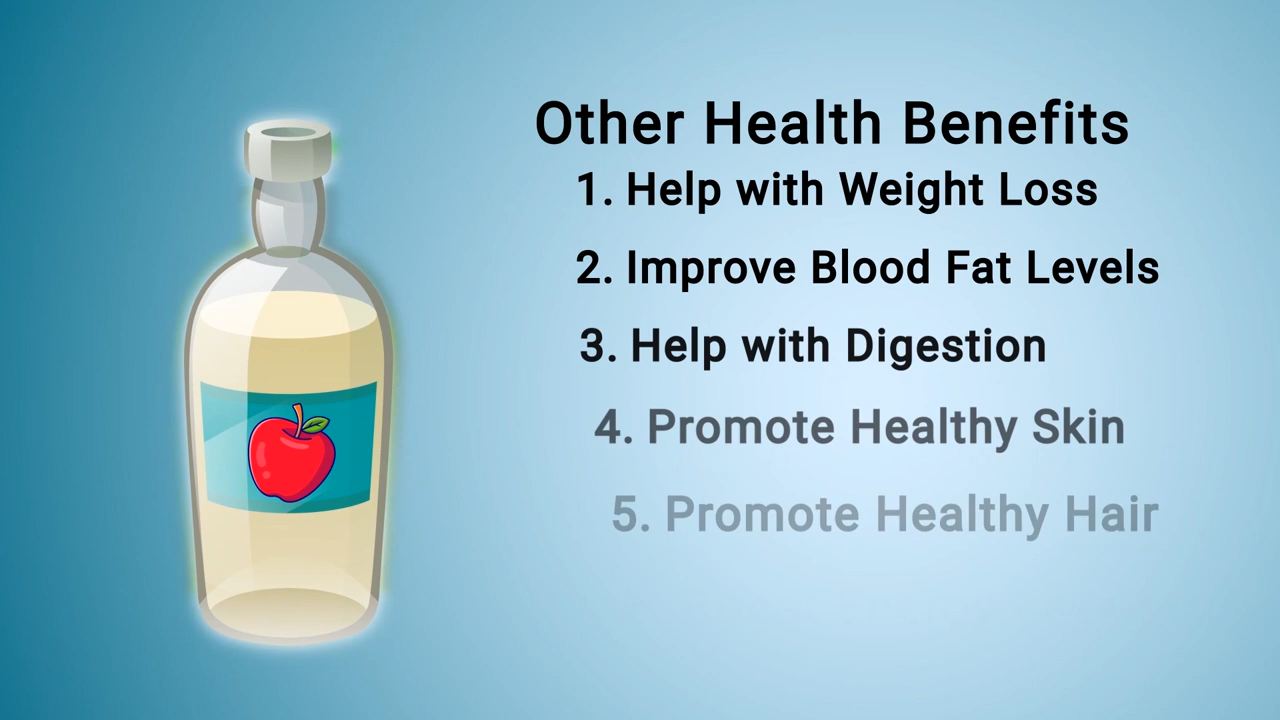 Other Health Benefits
1. Help with Weight Loss
2. Improve Blood Fat Levels
3. Help with Digestion
4. Promote Healthy Skin
5. Promote Healthy Hair